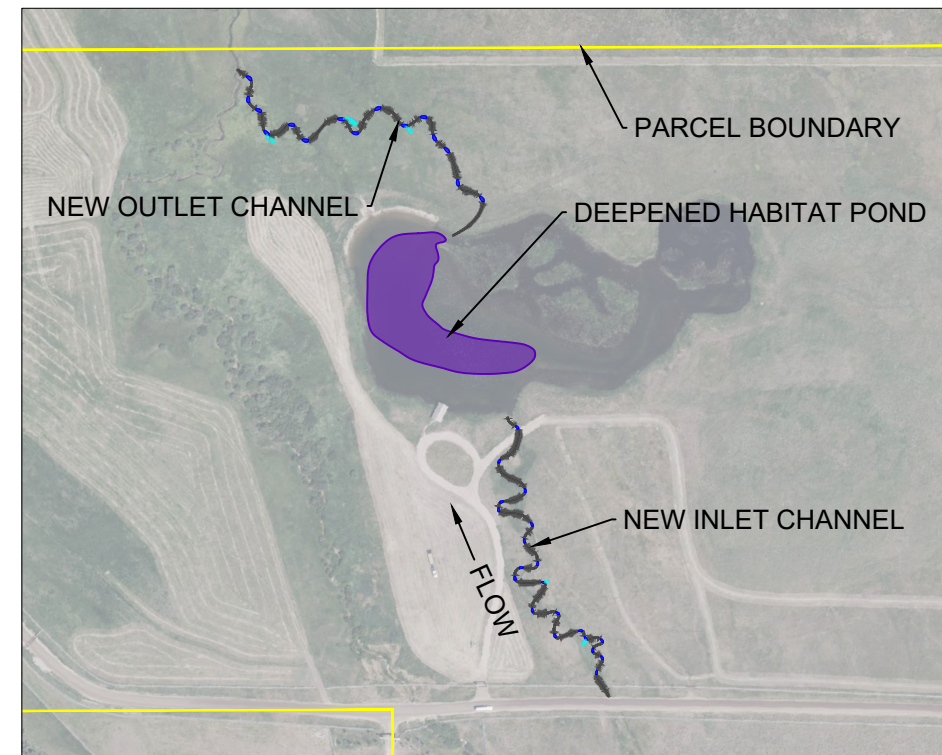 PARCEL BOUNDARY
NEW OUTLET CHANNEL
DEEPENED HABITAT POND
NEW INLET CHANNEL
FLOW